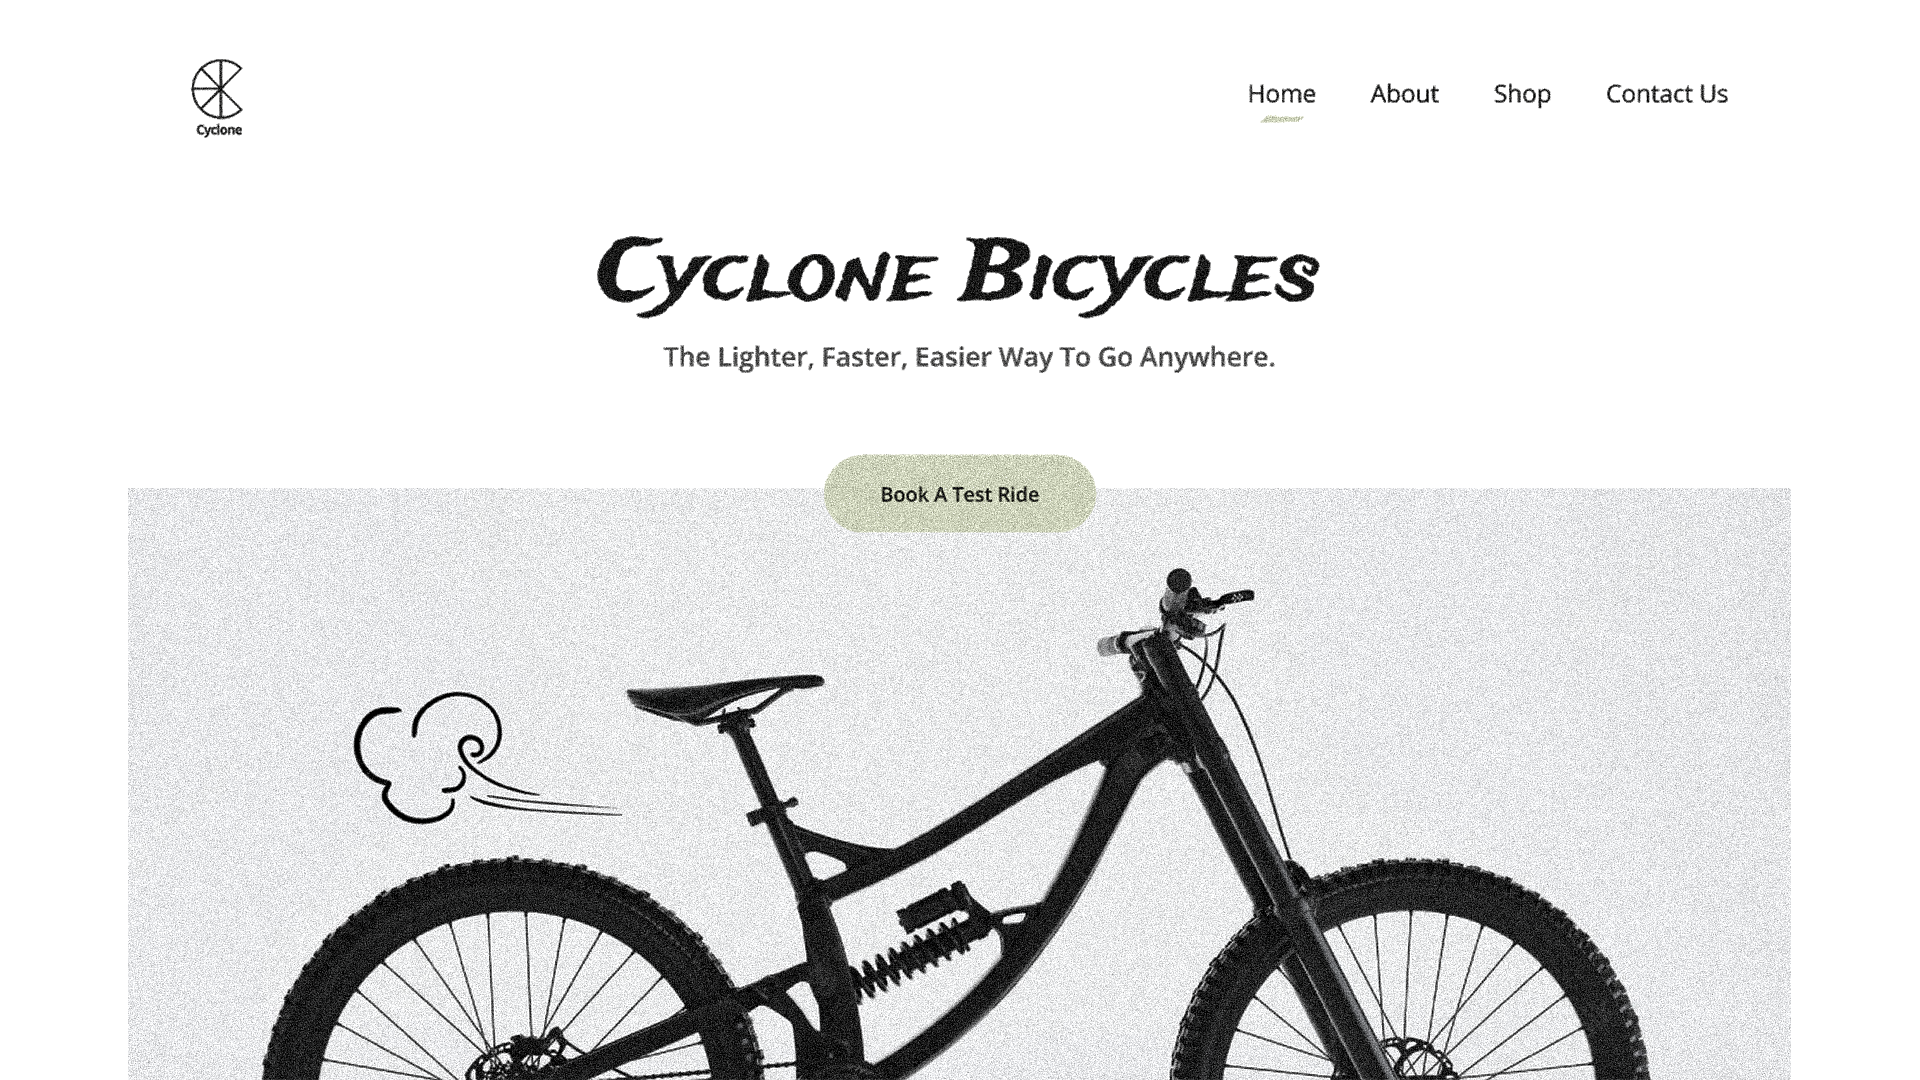 Cyclone
Home About Shop Contact Us
Cyclone Bicycles
The Lighter, Faster, Easier Way To Go Anywhere.
Book A Test Ride